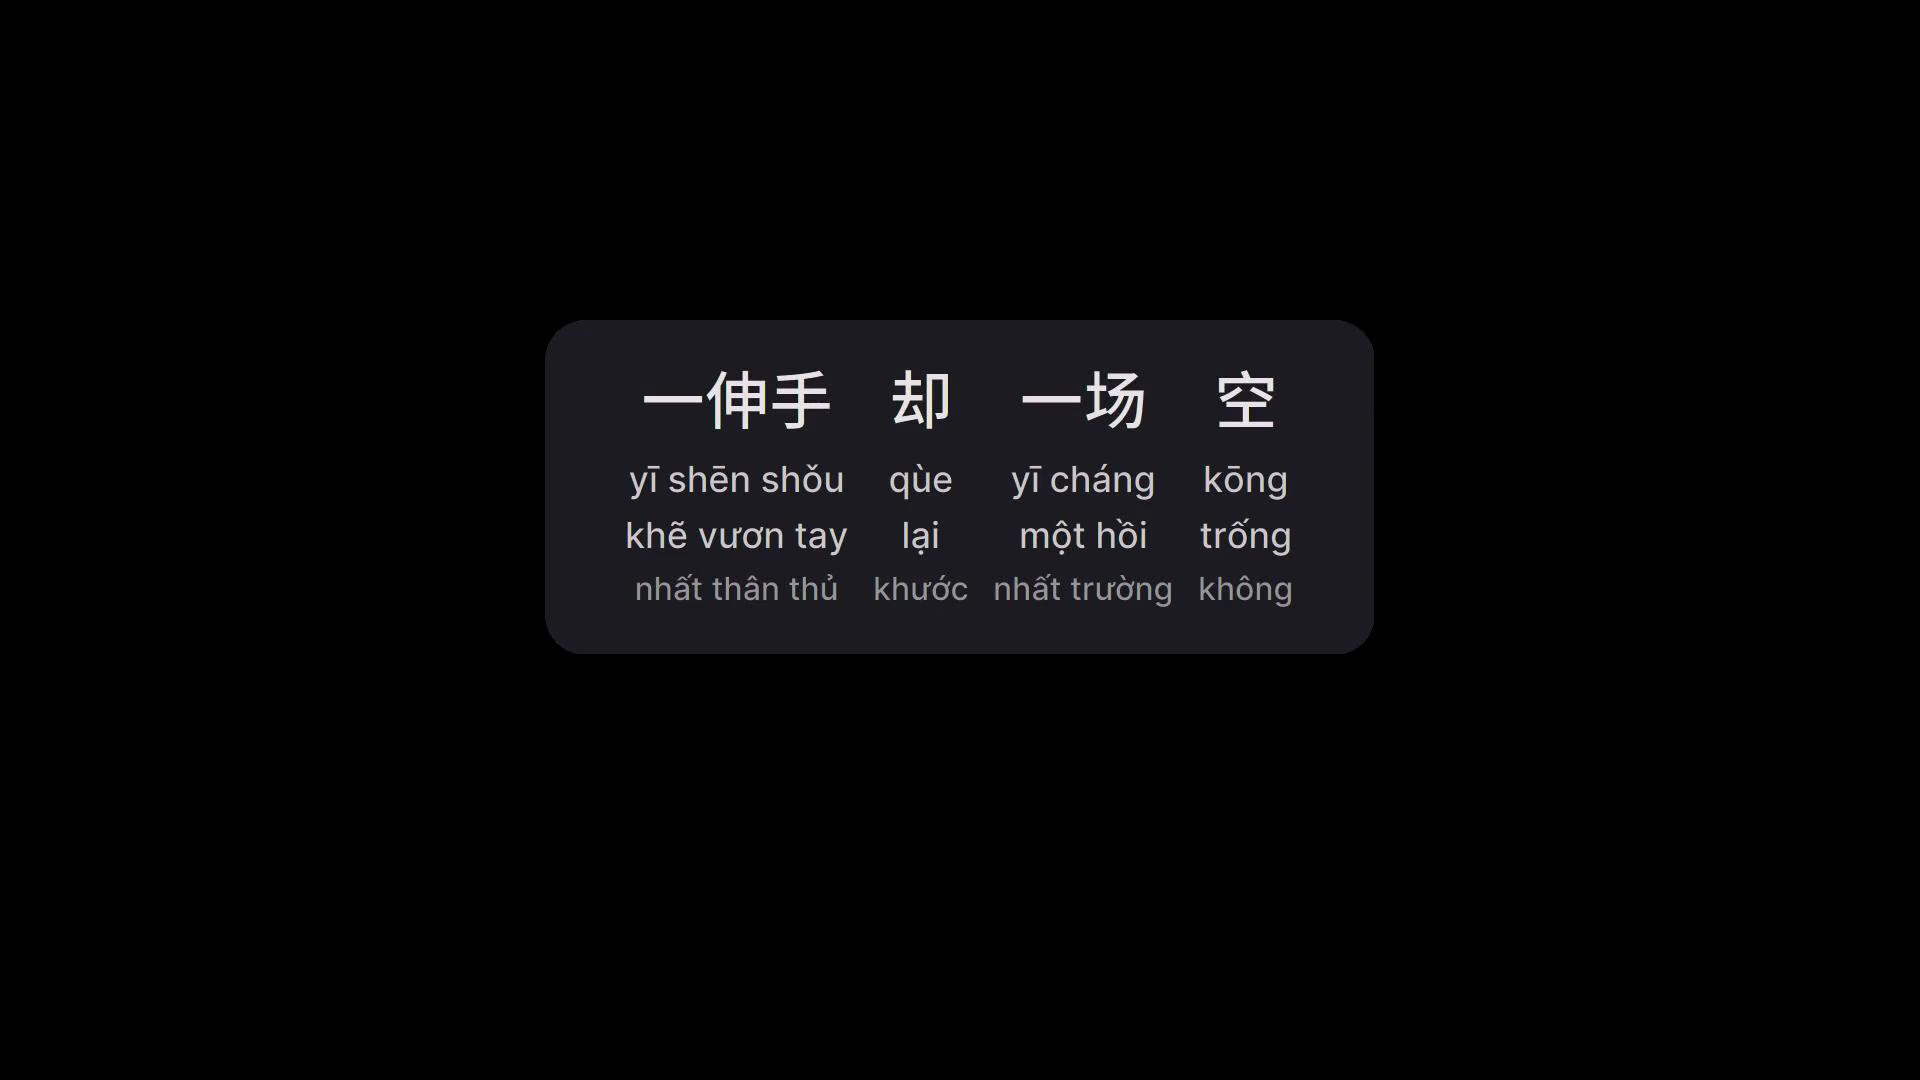 一伸手 却 一场 空
yī shēn shǒu qùe yī cháng kōng
khẽ vươn tay lại một hồi trống
nhất thân thủ khước nhất trường không